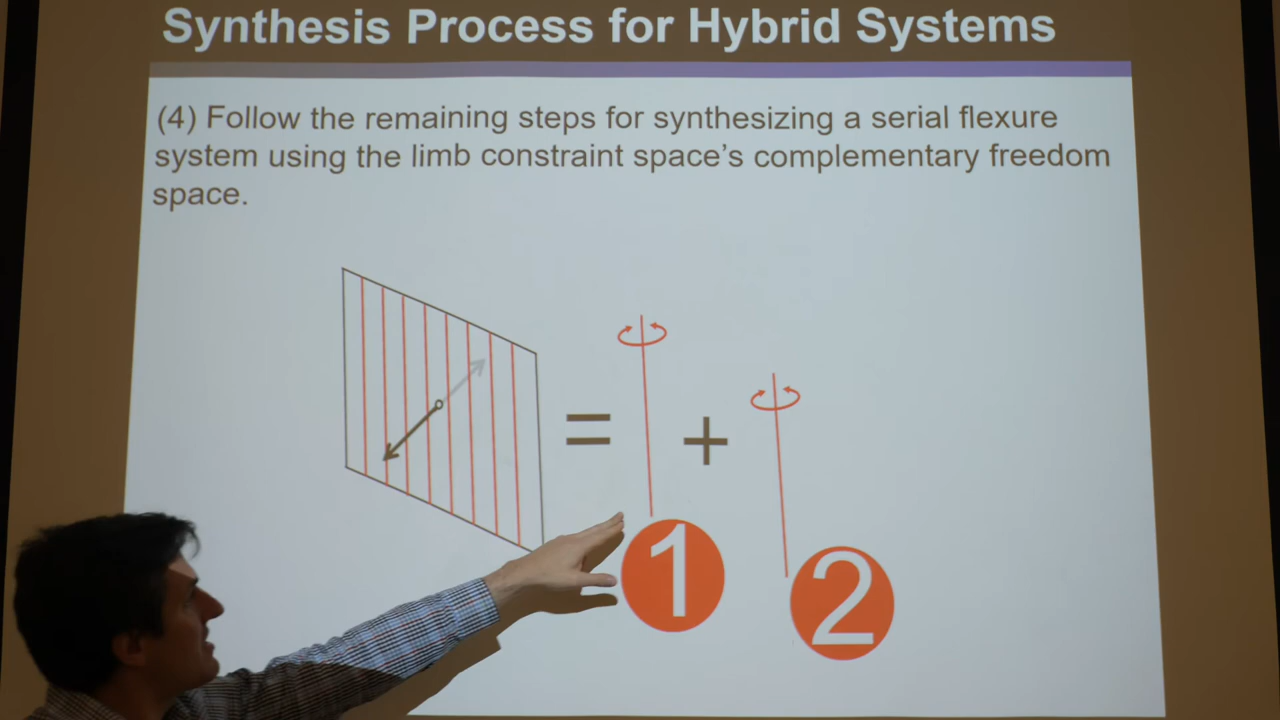 Synthesis Process for Hybrid Systems
(4) Follow the remaining steps for synthesizing a serial flexure
system using the limb constraint space's complementary freedom
space.
= +
1
2